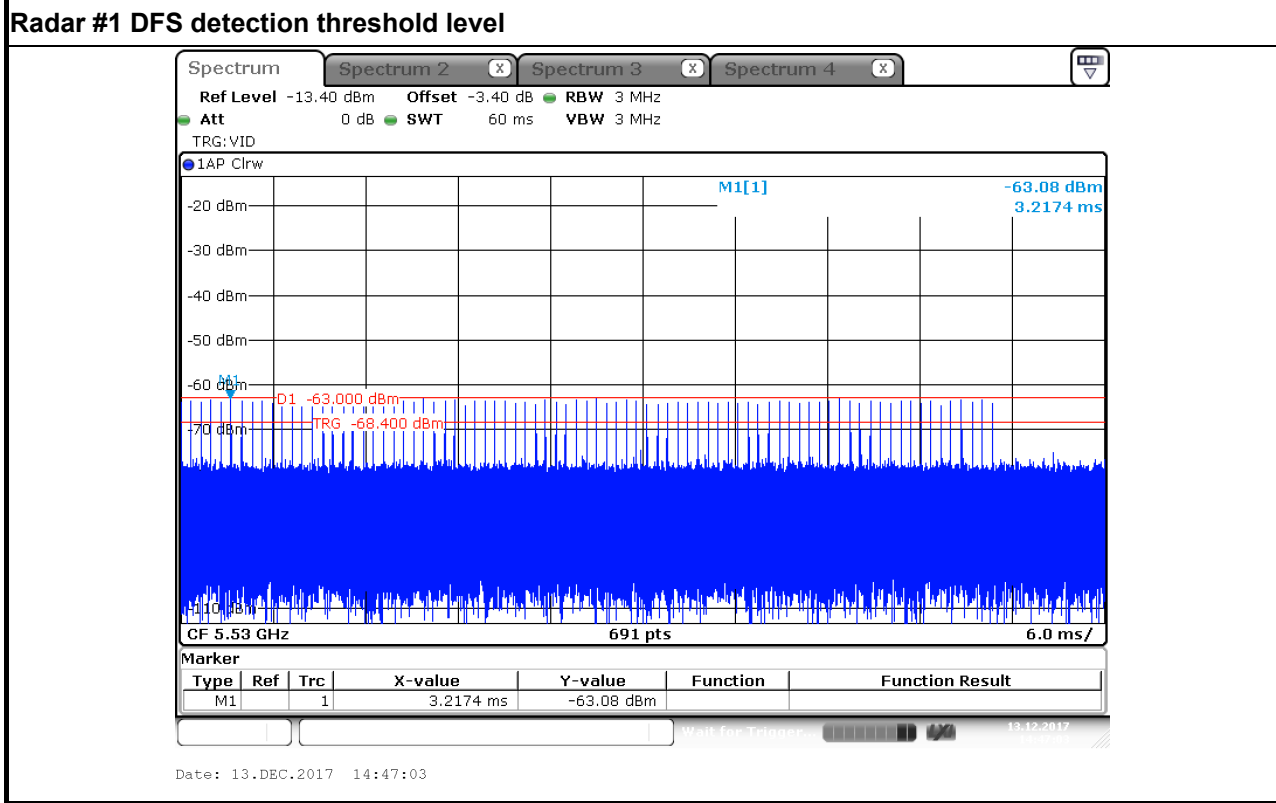 Radar #1 DFS detection threshold level
Spectrum Spectrum 2 X Spectrum 3 X Spectrum 4 X
Ref Level -13.40 dBm Offset -3.40 dB RBW 3 MHz
Att 0 dB SWT 60 ms VBW 3 MHz
TRG:VID
1AP Clrw
M1[1] -63.08 dBm
3.2174 ms
-20 dBm
-30 dBm
-40 dBm
-50 dBm
-60 dBm
M1
D1 -63.000 dBm
TRG -68.400 dBm
-70 dBm
-110 dBm
CF 5.53 GHz 691 pts 6.0 ms/
Marker
Type Ref Trc X-value Y-value Function Function Result
M1 1 3.2174 ms -63.08 dBm
Wait for Trigger... 13.12.2017
Date: 13.DEC.2017 14:47:03